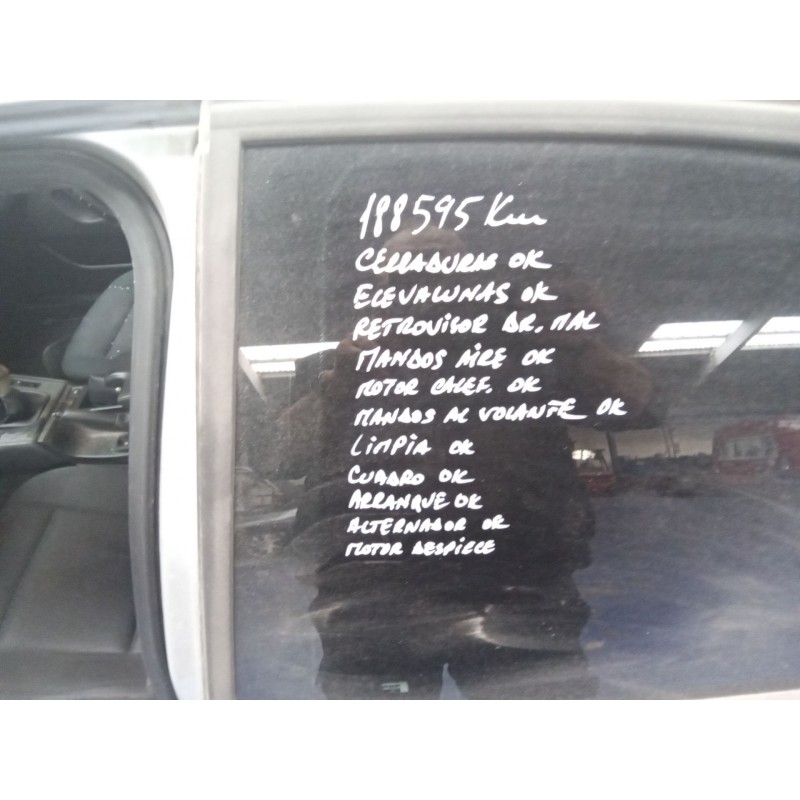 188595 Km
CERRADURAS OK
ELEVALUNAS OK
RETROVISOR DR. MAL
MANDOS AIRE OK
MOTOR CALEF. OK
MANDOS AL VOLANTE OK
LIMPIA OK
CUADRO OK
ARRANQUE OK
ALTERNADOR OK
MOTOR DESPIECE